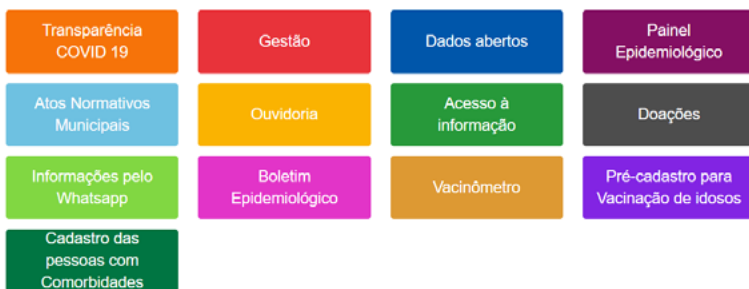 Transparência
COVID 19
Gestão
Dados abertos
Painel
Epidemiológico
Atos Normativos
Municipais
Ouvidoria
Acesso à
informação
Doações
Informações pelo
Whatsapp
Boletim
Epidemiológico
Vacinômetro
Pré-cadastro para
Vacinação de idosos
Cadastro das
pessoas com
Comorbidades